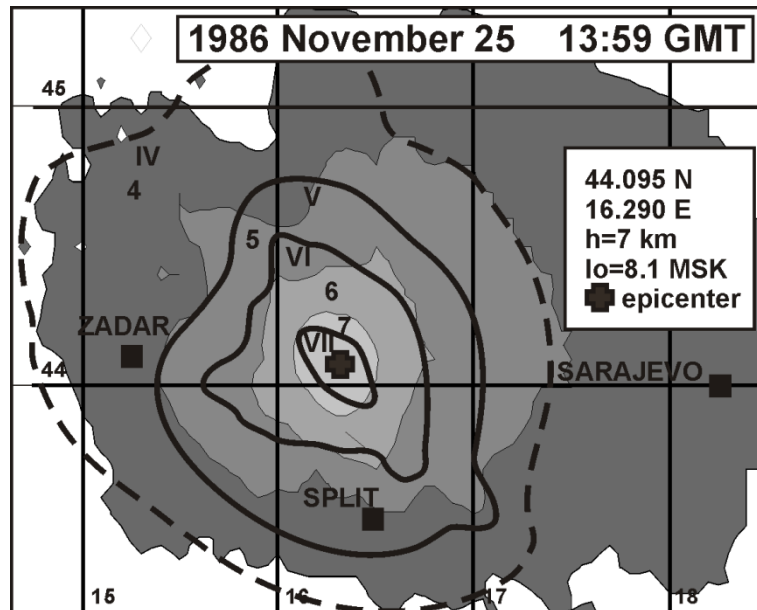 1986 November 25 13:59 GMT
45
IV
4
44.095 N
16.290 E
h=7 km
Io=8.1 MSK
epicenter
V
5
VI
6
7
VII
ZADAR
44
SARAJEVO
SPLIT
15
16
17
18